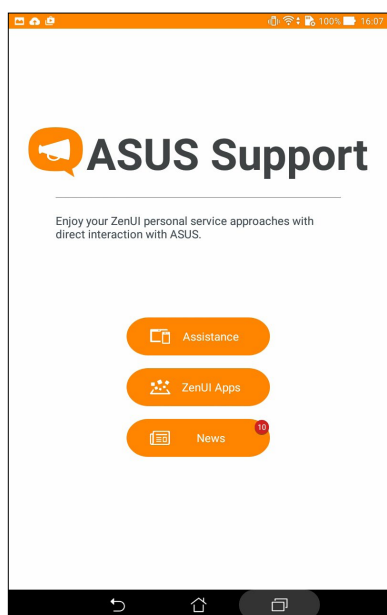 100% 16:07
ASUS Support
Enjoy your ZenUI personal service approaches with
direct interaction with ASUS.
Assistance
ZenUI Apps
10
News